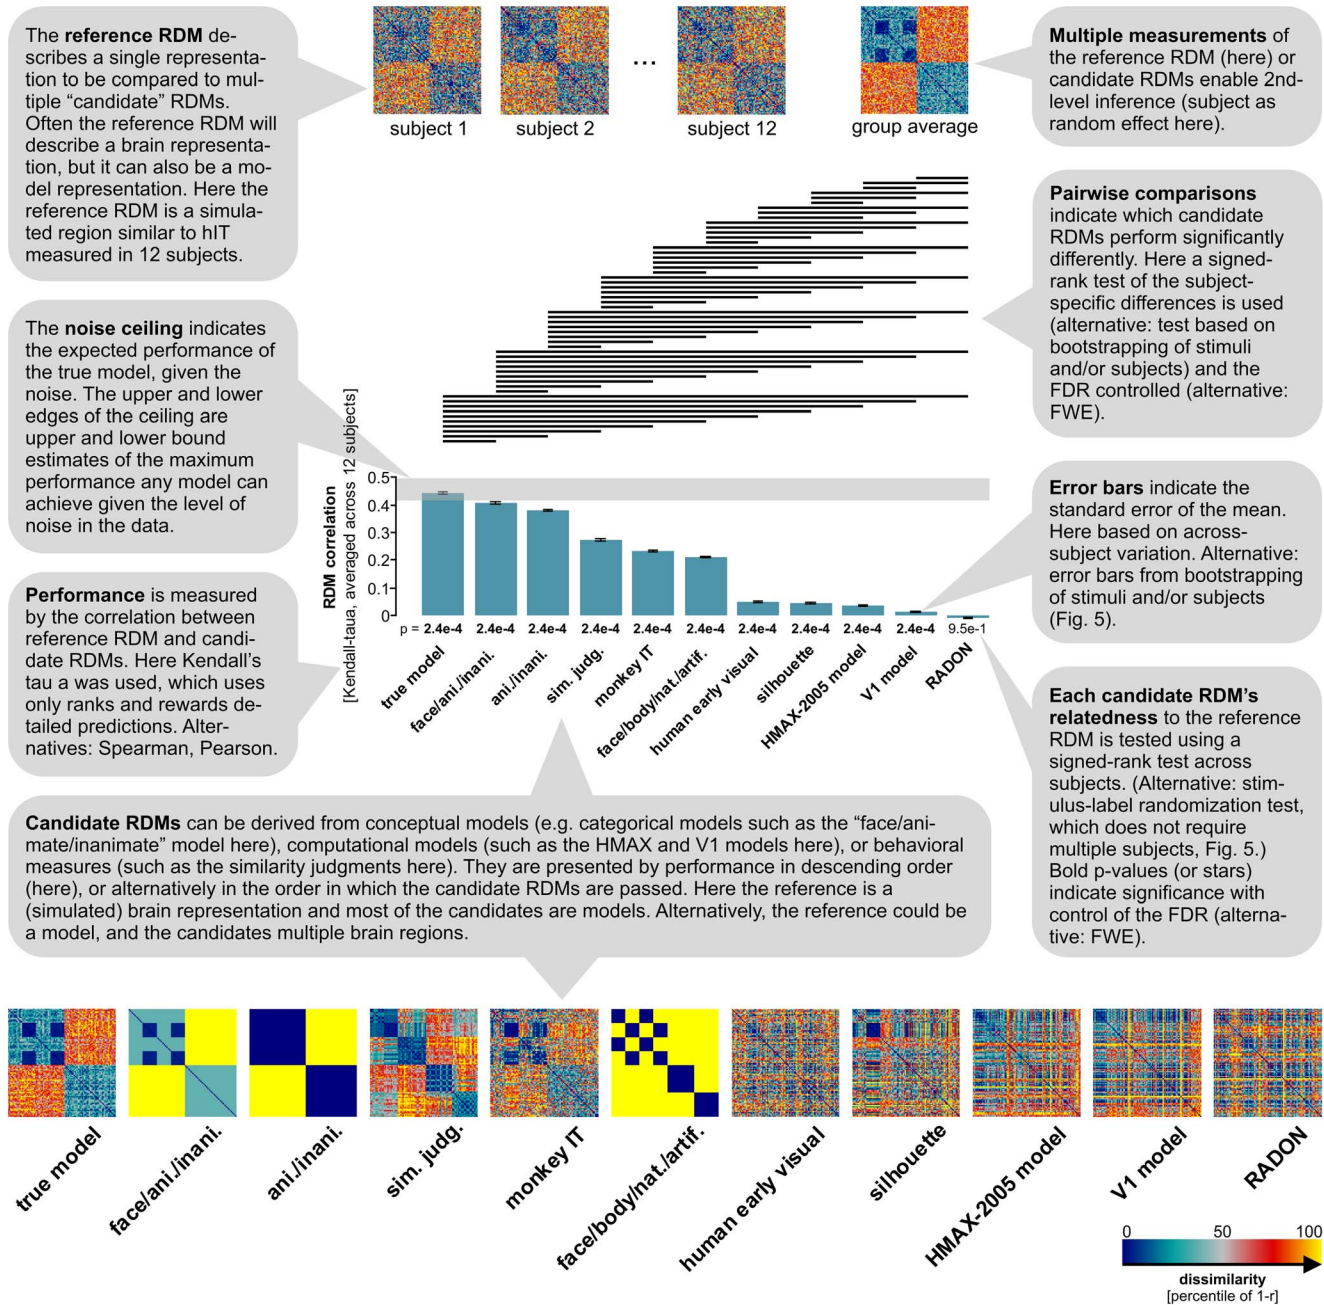 The reference RDM de-
scribes a single representa-
tion to be compared to mul-
tiple “candidate” RDMs.
Often the reference RDM will
describe a brain representa-
tion, but it can also be a mo-
del representation. Here the
reference RDM is a simula-
ted region similar to hIT
measured in 12 subjects.
subject 1
subject 2
...
subject 12
group average
Multiple measurements of
the reference RDM (here) or
candidate RDMs enable 2nd-
level inference (subject as
random effect here).
Pairwise comparisons
indicate which candidate
RDMs perform significantly
differently. Here a signed-
rank test of the subject-
specific differences is used
(alternative: test based on
bootstrapping of stimuli
and/or subjects) and the
FDR controlled (alternative:
FWE).
The noise ceiling indicates
the expected performance of
the true model, given the
noise. The upper and lower
edges of the ceiling are
upper and lower bound
estimates of the maximum
performance any model can
achieve given the level of
noise in the data.
Performance is measured
by the correlation between
reference RDM and candi-
date RDMs. Here Kendall’s
tau a was used, which uses
only ranks and rewards de-
tailed predictions. Alter-
natives: Spearman, Pearson.
RDM correlation
[Kendall-taua, averaged across 12 subjects]
0.5
0.4
0.3
0.2
0.1
0
p = 2.4e-4 2.4e-4 2.4e-4 2.4e-4 2.4e-4 2.4e-4 2.4e-4 2.4e-4 2.4e-4 2.4e-4 9.5e-1
true model
face/ani./inani.
ani./inani.
sim. judg.
monkey IT
face/body/nat./artif.
human early visual
silhouette
HMAX-2005 model
V1 model
RADON
Error bars indicate the
standard error of the mean.
Here based on across-
subject variation. Alternative:
error bars from bootstrapping
of stimuli and/or subjects
(Fig. 5).
Each candidate RDM’s
relatedness to the reference
RDM is tested using a
signed-rank test across
subjects. (Alternative: stim-
ulus-label randomization test,
which does not require
multiple subjects, Fig. 5.)
Bold p-values (or stars)
indicate significance with
control of the FDR (alterna-
tive: FWE).
Candidate RDMs can be derived from conceptual models (e.g. categorical models such as the “face/ani-
mate/inanimate” model here), computational models (such as the HMAX and V1 models here), or behavioral
measures (such as the similarity judgments here). They are presented by performance in descending order
(here), or alternatively in the order in which the candidate RDMs are passed. Here the reference is a
(simulated) brain representation and most of the candidates are models. Alternatively, the reference could be
a model, and the candidates multiple brain regions.
true model
face/ani./inani.
ani./inani.
sim. judg.
monkey IT
face/body/nat./artif.
human early visual
silhouette
HMAX-2005 model
V1 model
RADON
0 50 100
dissimilarity
[percentile of 1-r]